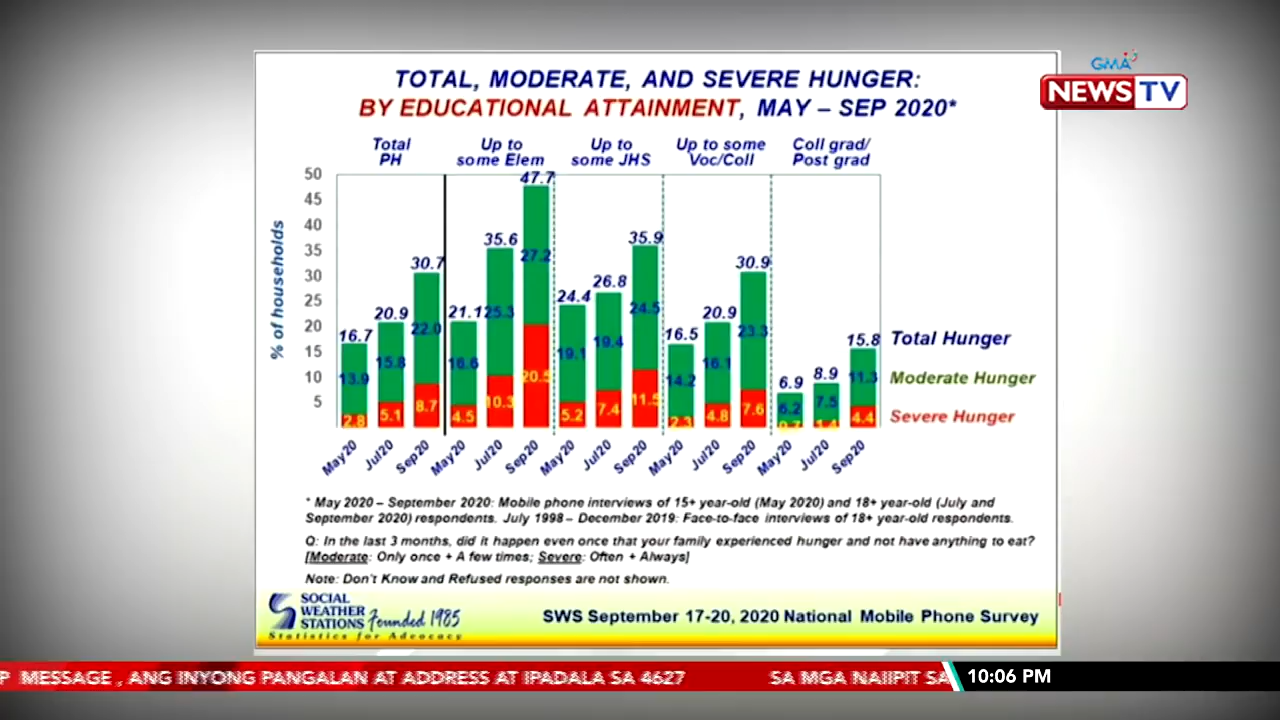 GMA
NEWS TV
TOTAL, MODERATE, AND SEVERE HUNGER:
BY EDUCATIONAL ATTAINMENT, MAY – SEP 2020*
Total PH
Up to some Elem
Up to some JHS
Up to some Voc/Coll
Coll grad/ Post grad
% of households
50
45
40
35
30
25
20
15
10
5
16.7 20.9 30.7 21.1 35.6 47.7 24.4 26.8 35.9 16.5 20.9 30.9 6.9 8.9 15.8
13.9 15.8 22.0 16.6 25.3 27.2 19.1 19.4 24.5 14.2 16.1 23.3 6.2 7.5 11.3
2.8 5.1 8.7 4.5 10.3 20.5 5.2 7.4 11.5 2.3 4.8 7.6 0.7 1.4 4.4
Total Hunger
Moderate Hunger
Severe Hunger
May20 Jul20 Sep20 May20 Jul20 Sep20 May20 Jul20 Sep20 May20 Jul20 Sep20 May20 Jul20 Sep20
* May 2020 – September 2020: Mobile phone interviews of 15+ year-old (May 2020) and 18+ year-old (July and
September 2020) respondents. July 1998 – December 2019: Face-to-face interviews of 18+ year-old respondents.
Q: In the last 3 months, did it happen even once that your family experienced hunger and not have anything to eat?
[Moderate: Only once + A few times; Severe: Often + Always]
Note: Don't Know and Refused responses are not shown.
SOCIAL
WEATHER
STATIONS Founded 1985
Statistics for Advocacy
SWS September 17-20, 2020 National Mobile Phone Survey
P MESSAGE , ANG INYONG PANGALAN AT ADDRESS AT IPADALA SA 4627 SA MGA NAIIPIT SA
10:06 PM